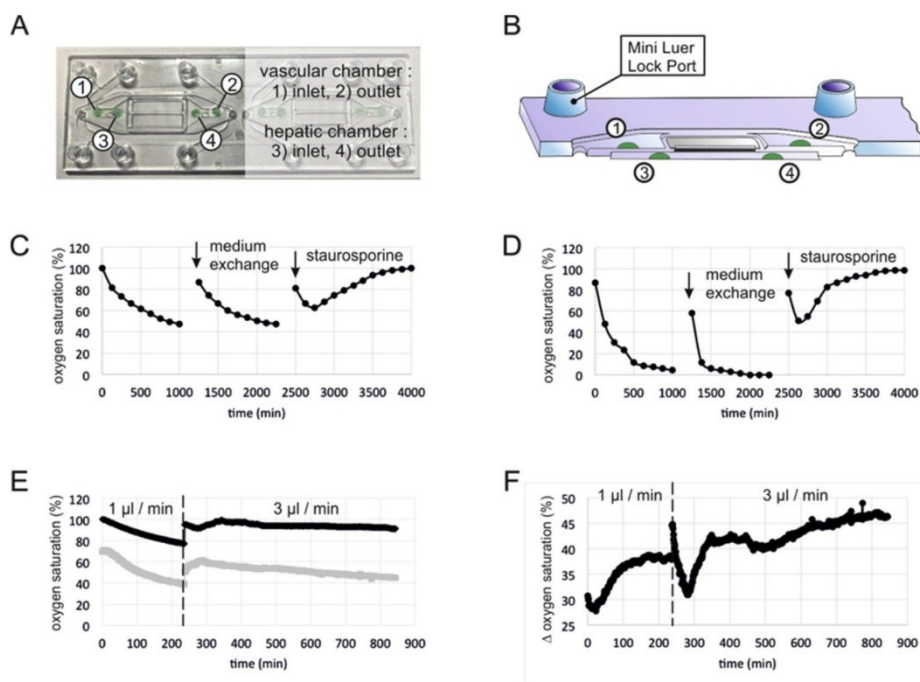 A
1
2
3
4
vascular chamber :
1) inlet, 2) outlet
hepatic chamber :
3) inlet, 4) outlet
B
Mini Luer
Lock Port
1
2
3
4
C
oxygen saturation (%)
120
100
80
60
40
20
0
medium
exchange
staurosporine
0 500 1000 1500 2000 2500 3000 3500 4000
time (min)
D
oxygen saturation (%)
120
100
80
60
40
20
0
medium
exchange
staurosporine
0 500 1000 1500 2000 2500 3000 3500 4000
time (min)
E
oxygen saturation (%)
120
100
80
60
40
20
0
1 µl / min
3 µl / min
0 100 200 300 400 500 600 700 800 900
time (min)
F
Δ oxygen saturation (%)
50
45
40
35
30
25
1 µl / min
3 µl / min
0 100 200 300 400 500 600 700 800 900
time (min)